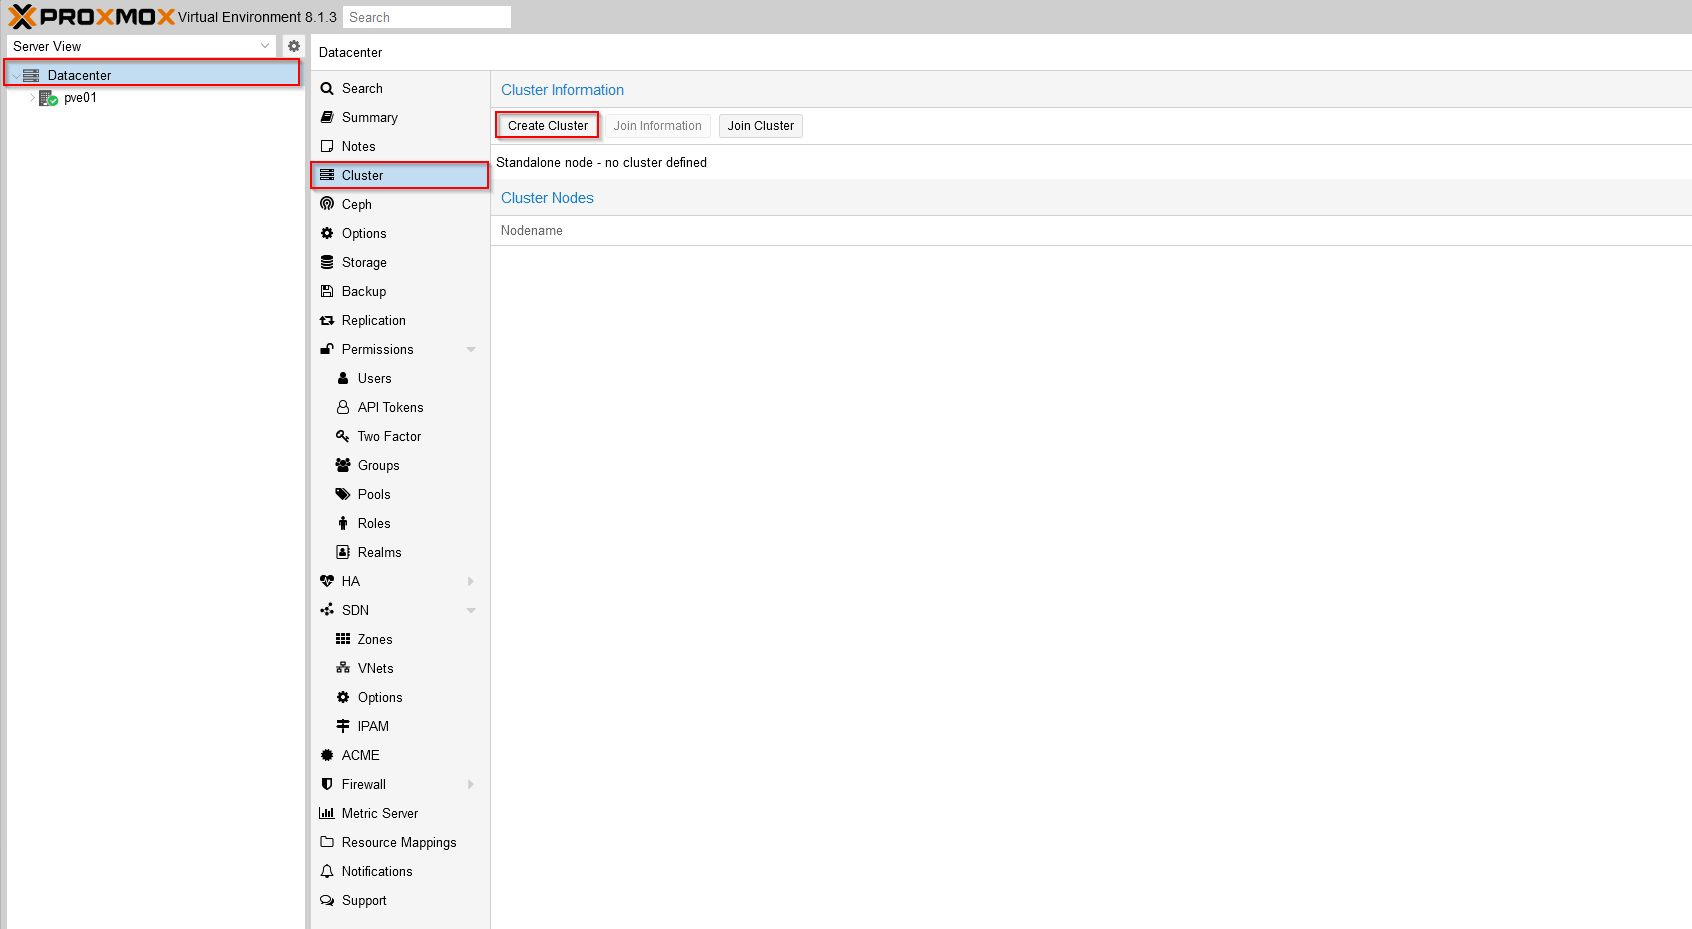 PROXMOX Virtual Environment 8.1.3 Search
Server View
Datacenter
pve01
Datacenter
Search
Summary
Notes
Cluster
Ceph
Options
Storage
Backup
Replication
Permissions
Users
API Tokens
Two Factor
Groups
Pools
Roles
Realms
HA
SDN
Zones
VNets
Options
IPAM
ACME
Firewall
Metric Server
Resource Mappings
Notifications
Support
Cluster Information
Create Cluster Join Information Join Cluster
Standalone node - no cluster defined
Cluster Nodes
Nodename